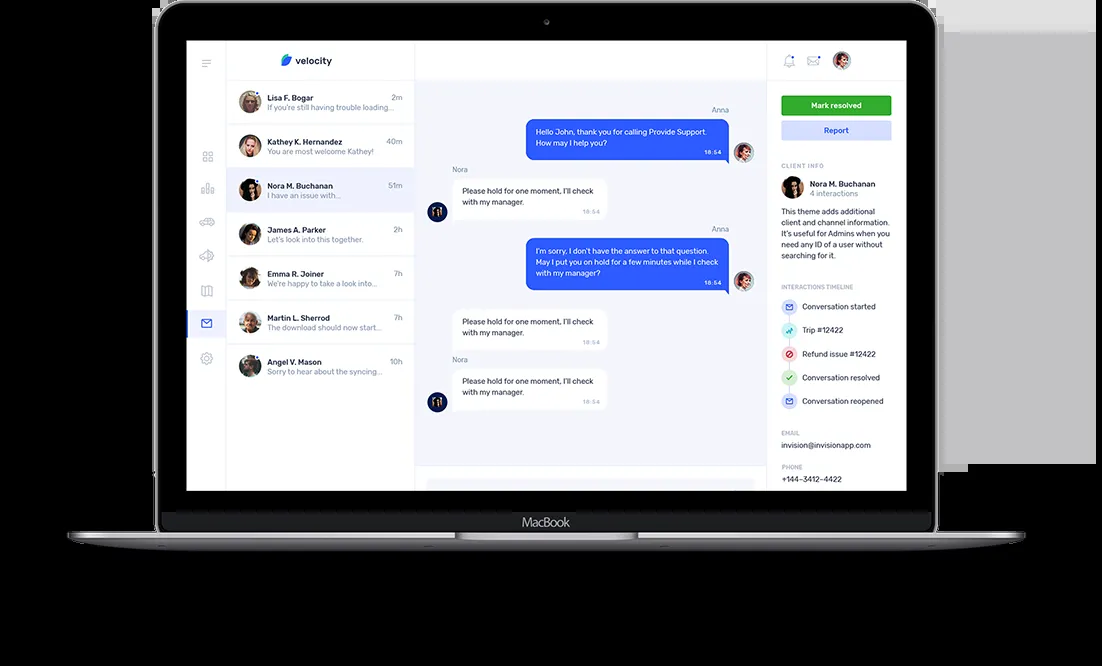 velocity
Lisa F. Bogar 2m
If you're still having trouble loading...
Kathey K. Hernandez 40m
You are most welcome Kathey!
Nora M. Buchanan 51m
I have an issue with...
James A. Parker 2h
Let's look into this together.
Emma R. Joiner 7h
We're happy to take a look into...
Martin L. Sherrod 7h
The download should now start...
Angel V. Mason 10h
Sorry to hear about the syncing...
Anna
Hello John, thank you for calling Provide Support.
How may I help you?
18:54
Nora
Please hold for one moment, I'll check
with my manager.
18:54
Anna
I'm sorry, I don't have the answer to that question.
May I put you on hold for a few minutes while I check
with my manager?
18:54
Please hold for one moment, I'll check
with my manager.
18:54
Nora
Please hold for one moment, I'll check
with my manager.
18:54
Mark resolved
Report
CLIENT INFO
Nora M. Buchanan
4 interactions
This theme adds additional
client and channel information.
It's useful for Admins when you
need any ID of a user without
searching for it.
INTERACTIONS TIMELINE
Conversation started
Trip #12422
Refund issue #12422
Conversation resolved
Conversation reopened
EMAIL
invision@invisionapp.com
PHONE
+144-3412-4422
MacBook